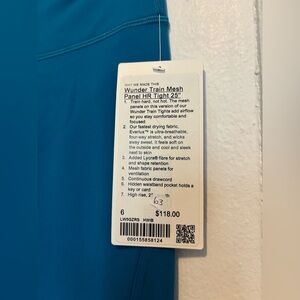 WHY WE MADE THIS
Wunder Train Mesh
Panel HR Tight 25"
1. Train hard, not hot. The mesh
panels on this version of our
Wunder Train Tights add airflow
so you stay comfortable and
focused
2. Our fastest drying fabric,
Everlux™ is ultra-breathable,
four-way stretch, and wicks
away sweat. It feels soft
on the outside and cool and sleek
next to skin
3. Added Lycra® fibre for stretch
and shape retention
4. Mesh fabric panels for
ventilation
5. Continuous drawcord
6. Hidden waistband pocket holds a
key or card
7. High rise, 25"
63
6 $118.00
000155858124